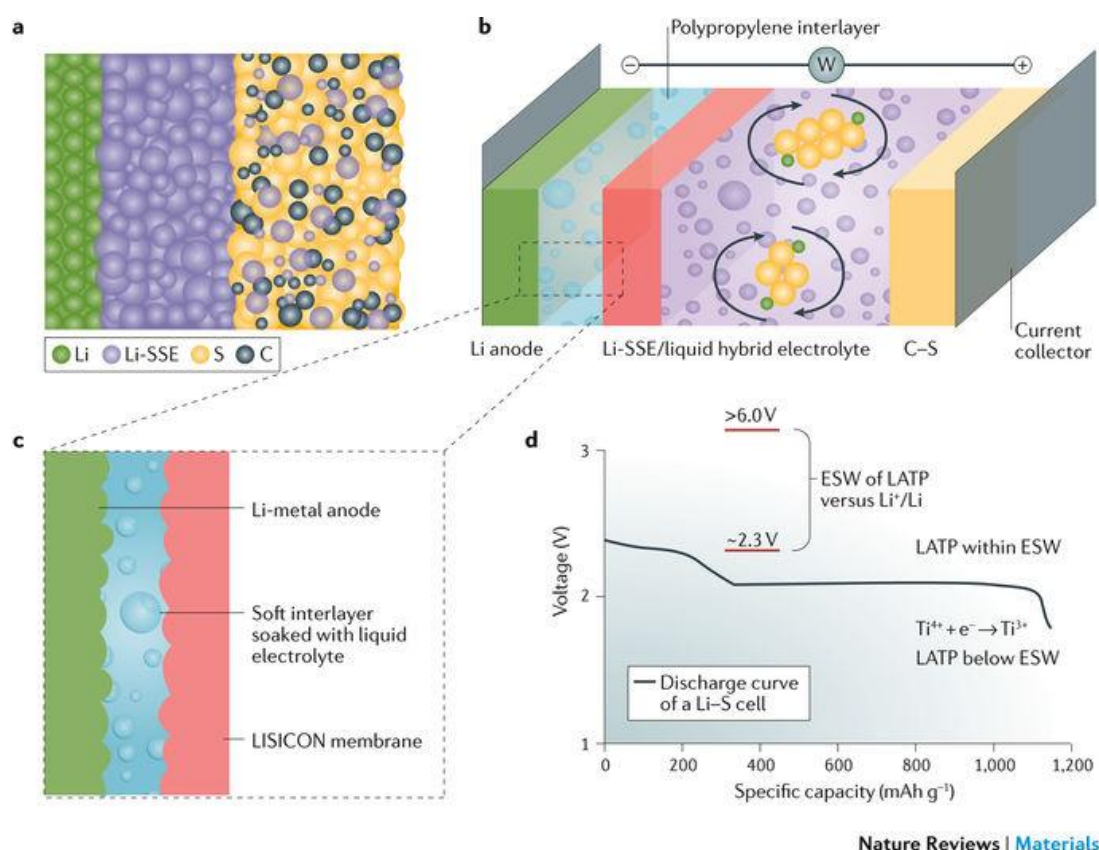 a
Li
Li-SSE
S
C
b
Polypropylene interlayer
−
W
+
Li anode
Li-SSE/liquid hybrid electrolyte
C–S
Current
collector
c
Li-metal anode
Soft interlayer
soaked with liquid
electrolyte
LISICON membrane
d
>6.0 V
ESW of LATP
versus Li⁺/Li
~2.3 V
LATP within ESW
Ti⁴⁺ + e⁻ → Ti³⁺
LATP below ESW
Discharge curve
of a Li–S cell
Voltage (V)
3
2
1
0
200
400
600
800
1,000
1,200
Specific capacity (mAh g⁻¹)
Nature Reviews | Materials